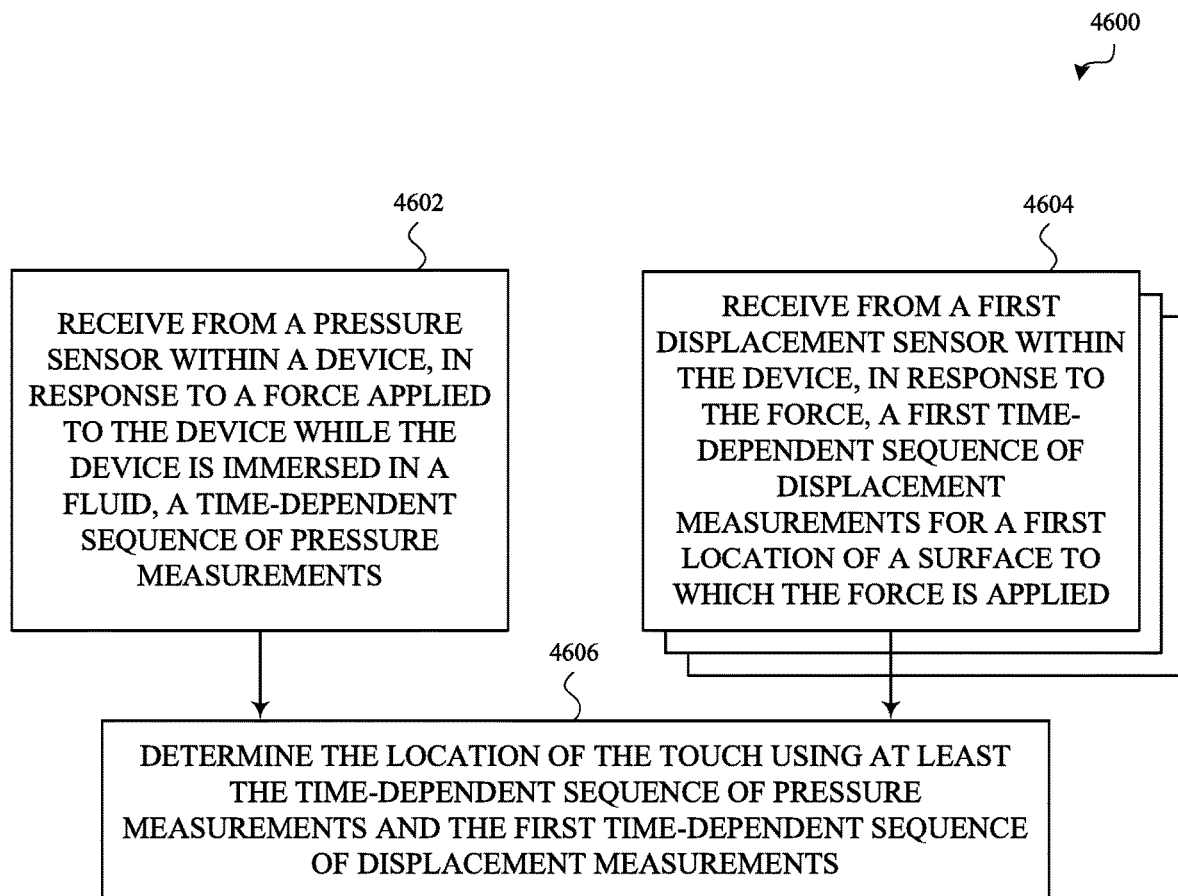 4600
4602
RECEIVE FROM A PRESSURE
SENSOR WITHIN A DEVICE, IN
RESPONSE TO A FORCE APPLIED
TO THE DEVICE WHILE THE
DEVICE IS IMMERSED IN A
FLUID, A TIME-DEPENDENT
SEQUENCE OF PRESSURE
MEASUREMENTS
4604
RECEIVE FROM A FIRST
DISPLACEMENT SENSOR WITHIN
THE DEVICE, IN RESPONSE TO
THE FORCE, A FIRST TIME-
DEPENDENT SEQUENCE OF
DISPLACEMENT
MEASUREMENTS FOR A FIRST
LOCATION OF A SURFACE TO
WHICH THE FORCE IS APPLIED
4606
DETERMINE THE LOCATION OF THE TOUCH USING AT LEAST
THE TIME-DEPENDENT SEQUENCE OF PRESSURE
MEASUREMENTS AND THE FIRST TIME-DEPENDENT SEQUENCE
OF DISPLACEMENT MEASUREMENTS